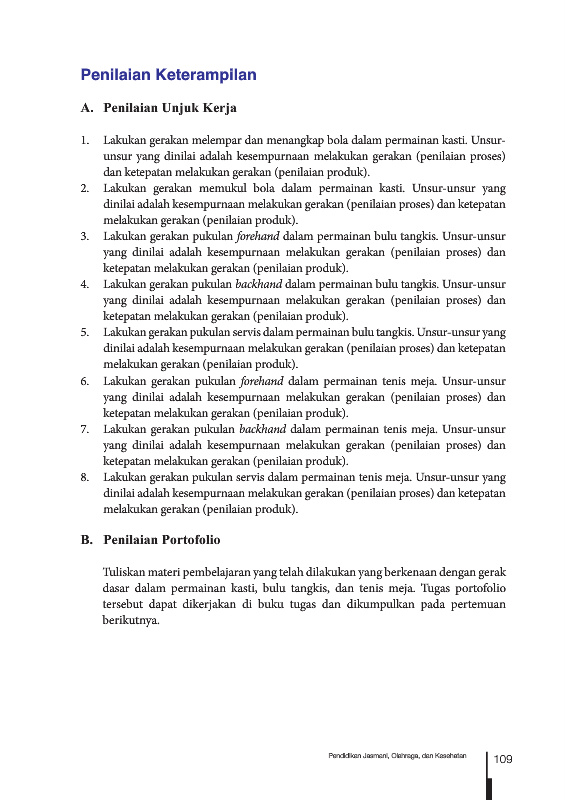 Penilaian Keterampilan
A. Penilaian Unjuk Kerja
1. Lakukan gerakan melempar dan menangkap bola dalam permainan kasti. Unsur-
unsur yang dinilai adalah kesempurnaan melakukan gerakan (penilaian proses)
dan ketepatan melakukan gerakan (penilaian produk).
2. Lakukan gerakan memukul bola dalam permainan kasti. Unsur-unsur yang
dinilai adalah kesempurnaan melakukan gerakan (penilaian proses) dan ketepatan
melakukan gerakan (penilaian produk).
3. Lakukan gerakan pukulan forehand dalam permainan bulu tangkis. Unsur-unsur
yang dinilai adalah kesempurnaan melakukan gerakan (penilaian proses) dan
ketepatan melakukan gerakan (penilaian produk).
4. Lakukan gerakan pukulan backhand dalam permainan bulu tangkis. Unsur-unsur
yang dinilai adalah kesempurnaan melakukan gerakan (penilaian proses) dan
ketepatan melakukan gerakan (penilaian produk).
5. Lakukan gerakan pukulan servis dalam permainan bulu tangkis. Unsur-unsur yang
dinilai adalah kesempurnaan melakukan gerakan (penilaian proses) dan ketepatan
melakukan gerakan (penilaian produk).
6. Lakukan gerakan pukulan forehand dalam permainan tenis meja. Unsur-unsur
yang dinilai adalah kesempurnaan melakukan gerakan (penilaian proses) dan
ketepatan melakukan gerakan (penilaian produk).
7. Lakukan gerakan pukulan backhand dalam permainan tenis meja. Unsur-unsur
yang dinilai adalah kesempurnaan melakukan gerakan (penilaian proses) dan
ketepatan melakukan gerakan (penilaian produk).
8. Lakukan gerakan pukulan servis dalam permainan tenis meja. Unsur-unsur yang
dinilai adalah kesempurnaan melakukan gerakan (penilaian proses) dan ketepatan
melakukan gerakan (penilaian produk).
B. Penilaian Portofolio
Tuliskan materi pembelajaran yang telah dilakukan yang berkenaan dengan gerak
dasar dalam permainan kasti, bulu tangkis, dan tenis meja. Tugas portofolio
tersebut dapat dikerjakan di buku tugas dan dikumpulkan pada pertemuan
berikutnya.
Pendidikan Jasmani, Olahraga, dan Kesehatan 109